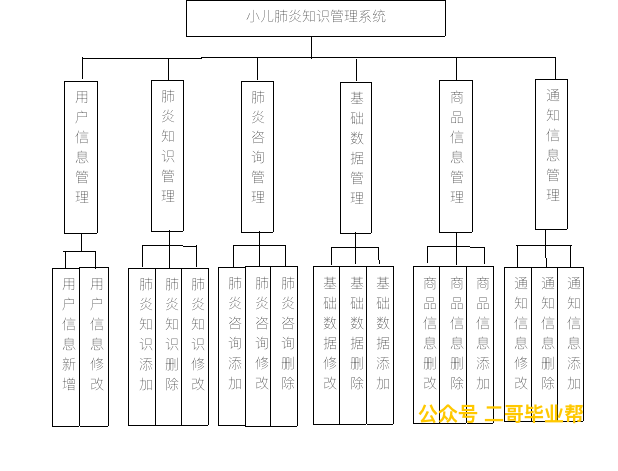 小儿肺炎知识管理系统
用户信息管理
肺炎知识管理
肺炎咨询管理
基础数据管理
商品信息管理
通知信息管理
用户信息新增
用户信息修改
肺炎知识添加
肺炎知识删除
肺炎知识修改
肺炎咨询添加
肺炎咨询修改
肺炎咨询删除
基础数据修改
基础数据删除
基础数据添加
商品信息删改
商品信息删除
商品信息添加
通知信息修改
通知信息删除
通知信息添加
公众号 二哥毕业帮